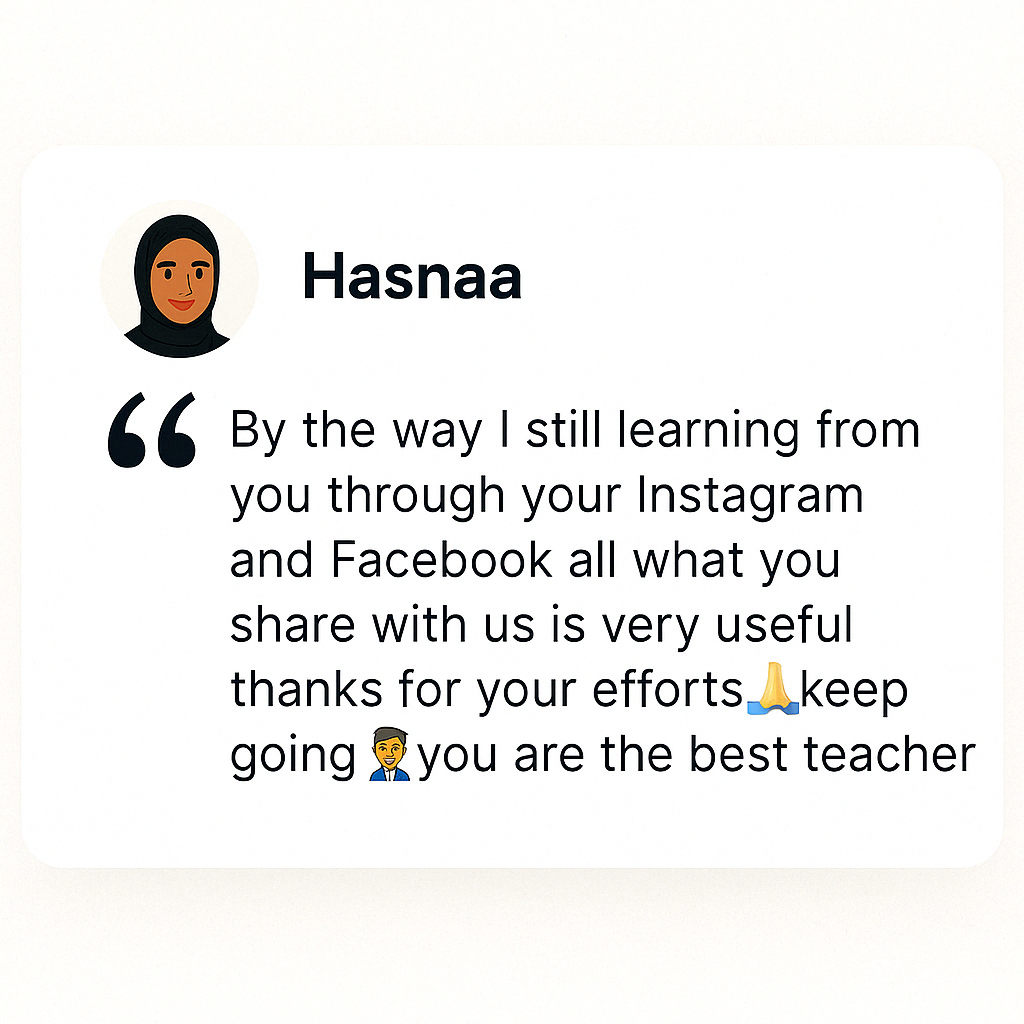 Hasnaa
“
By the way I still learning from
you through your Instagram
and Facebook all what you
share with us is very useful
thanks for your efforts🙏keep
going👨‍💼you are the best teacher